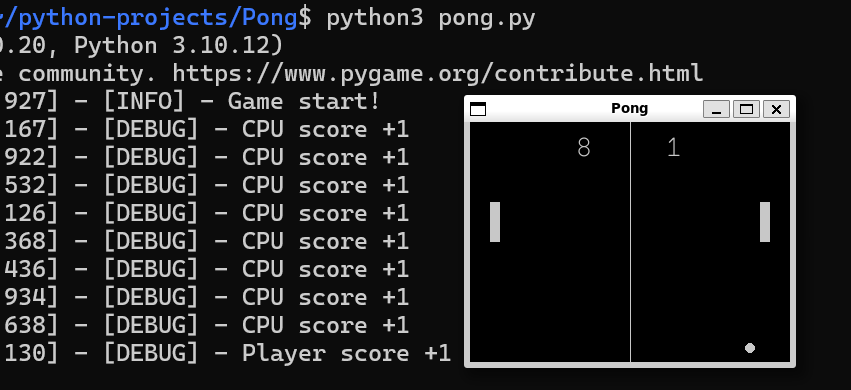 /python-projects/Pong$ python3 pong.py
.20, Python 3.10.12)
e community. https://www.pygame.org/contribute.html
927] - [INFO] - Game start!
167] - [DEBUG] - CPU score +1
922] - [DEBUG] - CPU score +1
532] - [DEBUG] - CPU score +1
126] - [DEBUG] - CPU score +1
368] - [DEBUG] - CPU score +1
436] - [DEBUG] - CPU score +1
934] - [DEBUG] - CPU score +1
638] - [DEBUG] - CPU score +1
130] - [DEBUG] - Player score +1
Pong
8 1